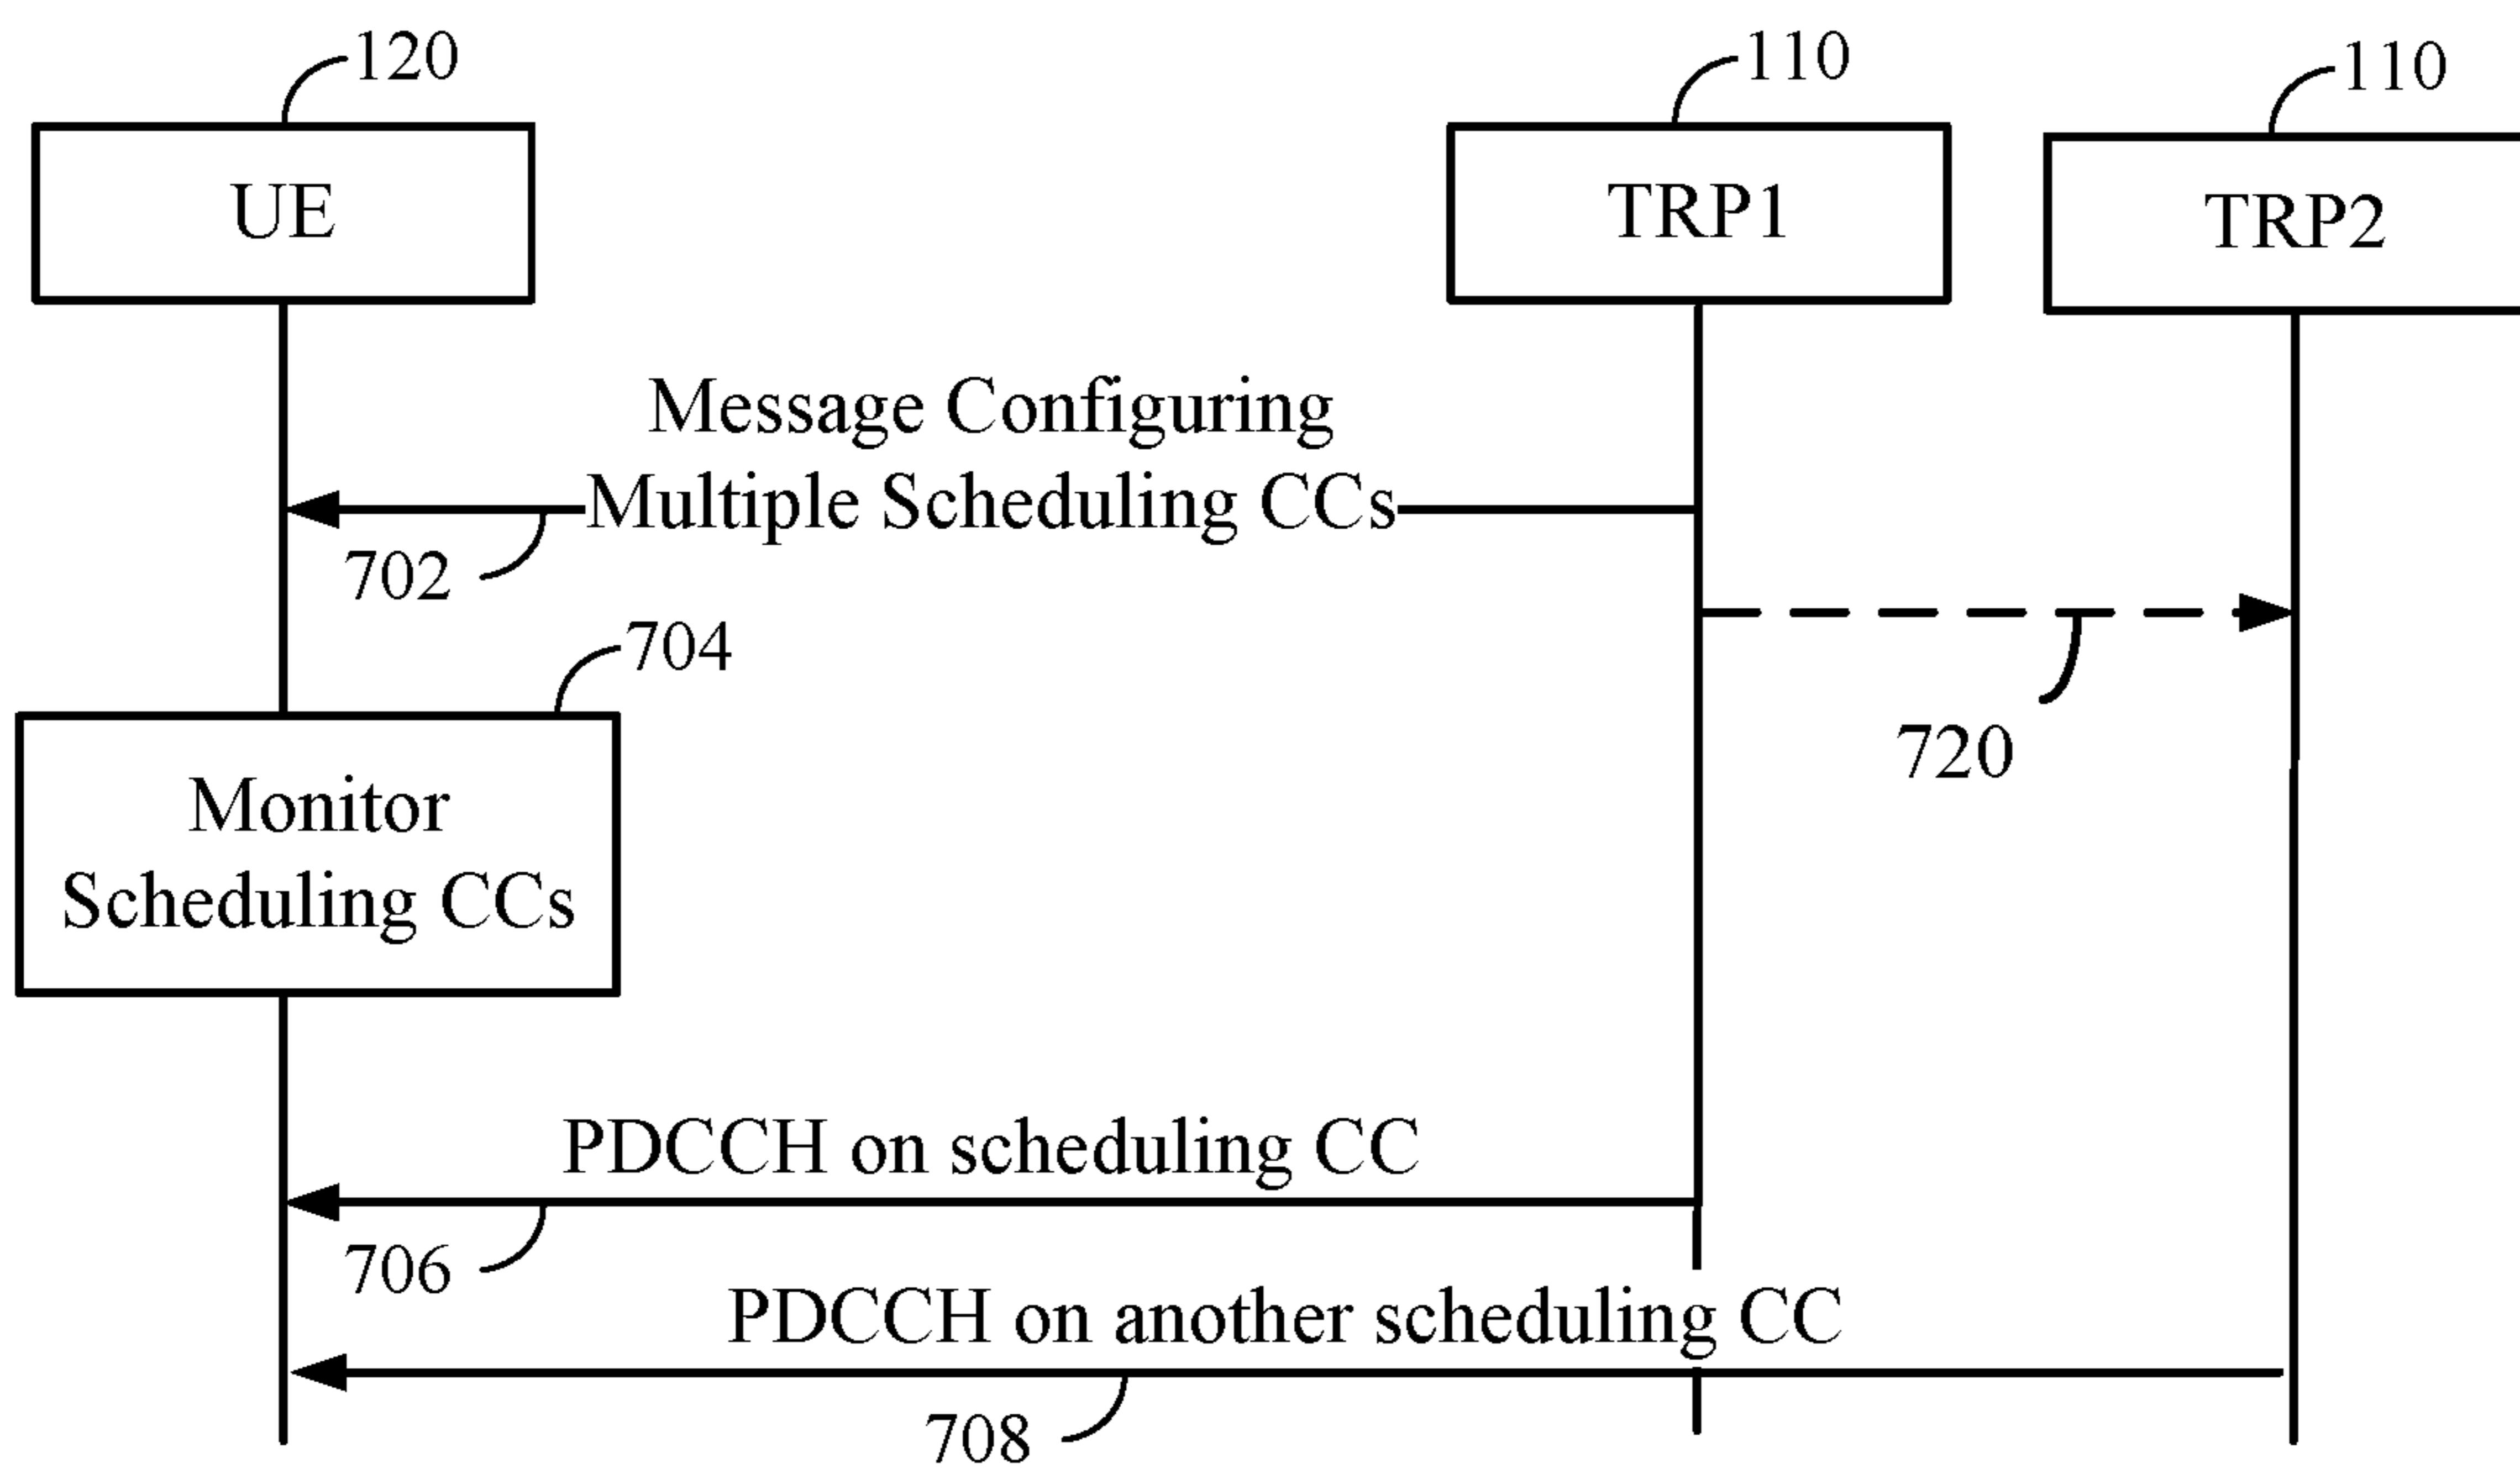 120
110
110
UE
TRP1
TRP2
Message Configuring
Multiple Scheduling CCs
702
704
720
Monitor
Scheduling CCs
PDCCH on scheduling CC
706
PDCCH on another scheduling CC
708